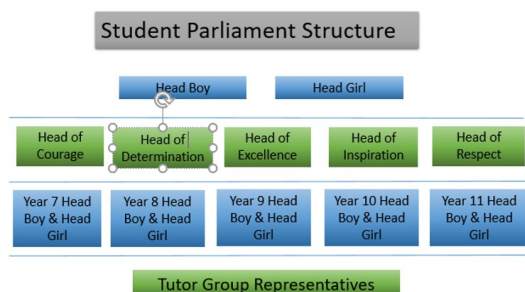 Student Parliament Structure
Head Boy
Head Girl
Head of
Courage
Head of
Determination
Head of
Excellence
Head of
Inspiration
Head of
Respect
Year 7 Head
Boy & Head
Girl
Year 8 Head
Boy & Head
Girl
Year 9 Head
Boy & Head
Girl
Year 10 Head
Boy & Head
Girl
Year 11 Head
Boy & Head
Girl
Tutor Group Representatives